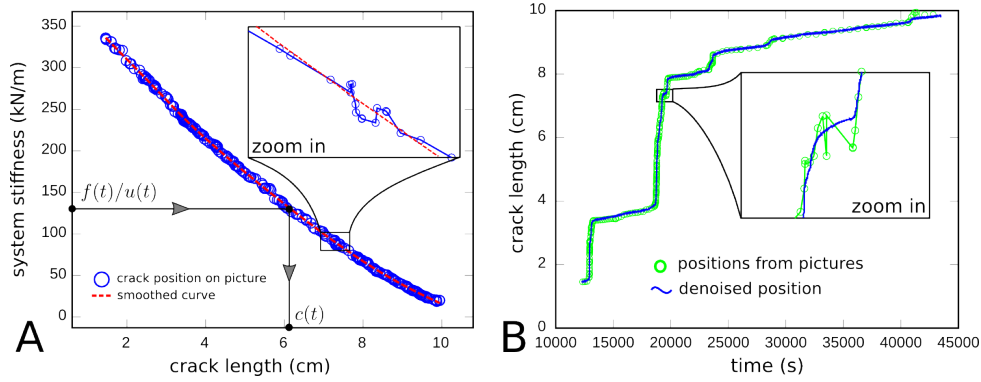 350
300
250
200
150
100
50
0
system stiffness (kN/m)
f(t)/u(t)
zoom in
crack position on picture
smoothed curve
c(t)
2 4 6 8 10
crack length (cm)
A
10
8
6
4
2
0
crack length (cm)
zoom in
positions from pictures
denoised position
10000 15000 20000 25000 30000 35000 40000 45000
time (s)
B